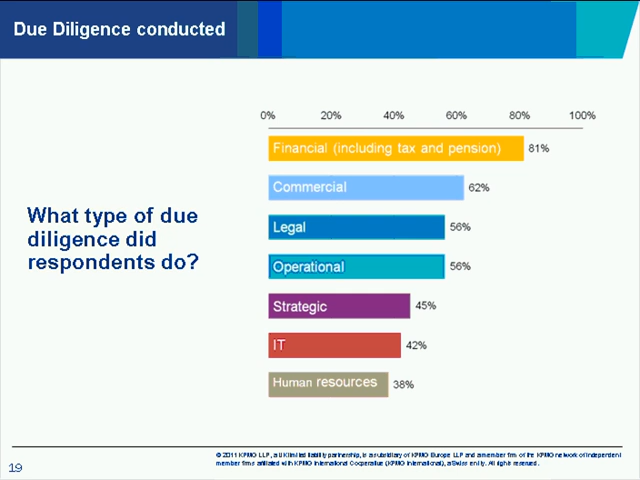 Due Diligence conducted
0% 20% 40% 60% 80% 100%
Financial (including tax and pension) 81%
Commercial 62%
What type of due
diligence did
respondents do?
Legal 56%
Operational 56%
Strategic 45%
IT 42%
Human resources 38%
© 2011 KPMG LLP, a UK limited liability partnership, is a subsidiary of KPMG Europe LLP and a member firm of the KPMG network of independent
member firms affiliated with KPMG International Cooperative (KPMG International), a Swiss entity. All rights reserved.
19